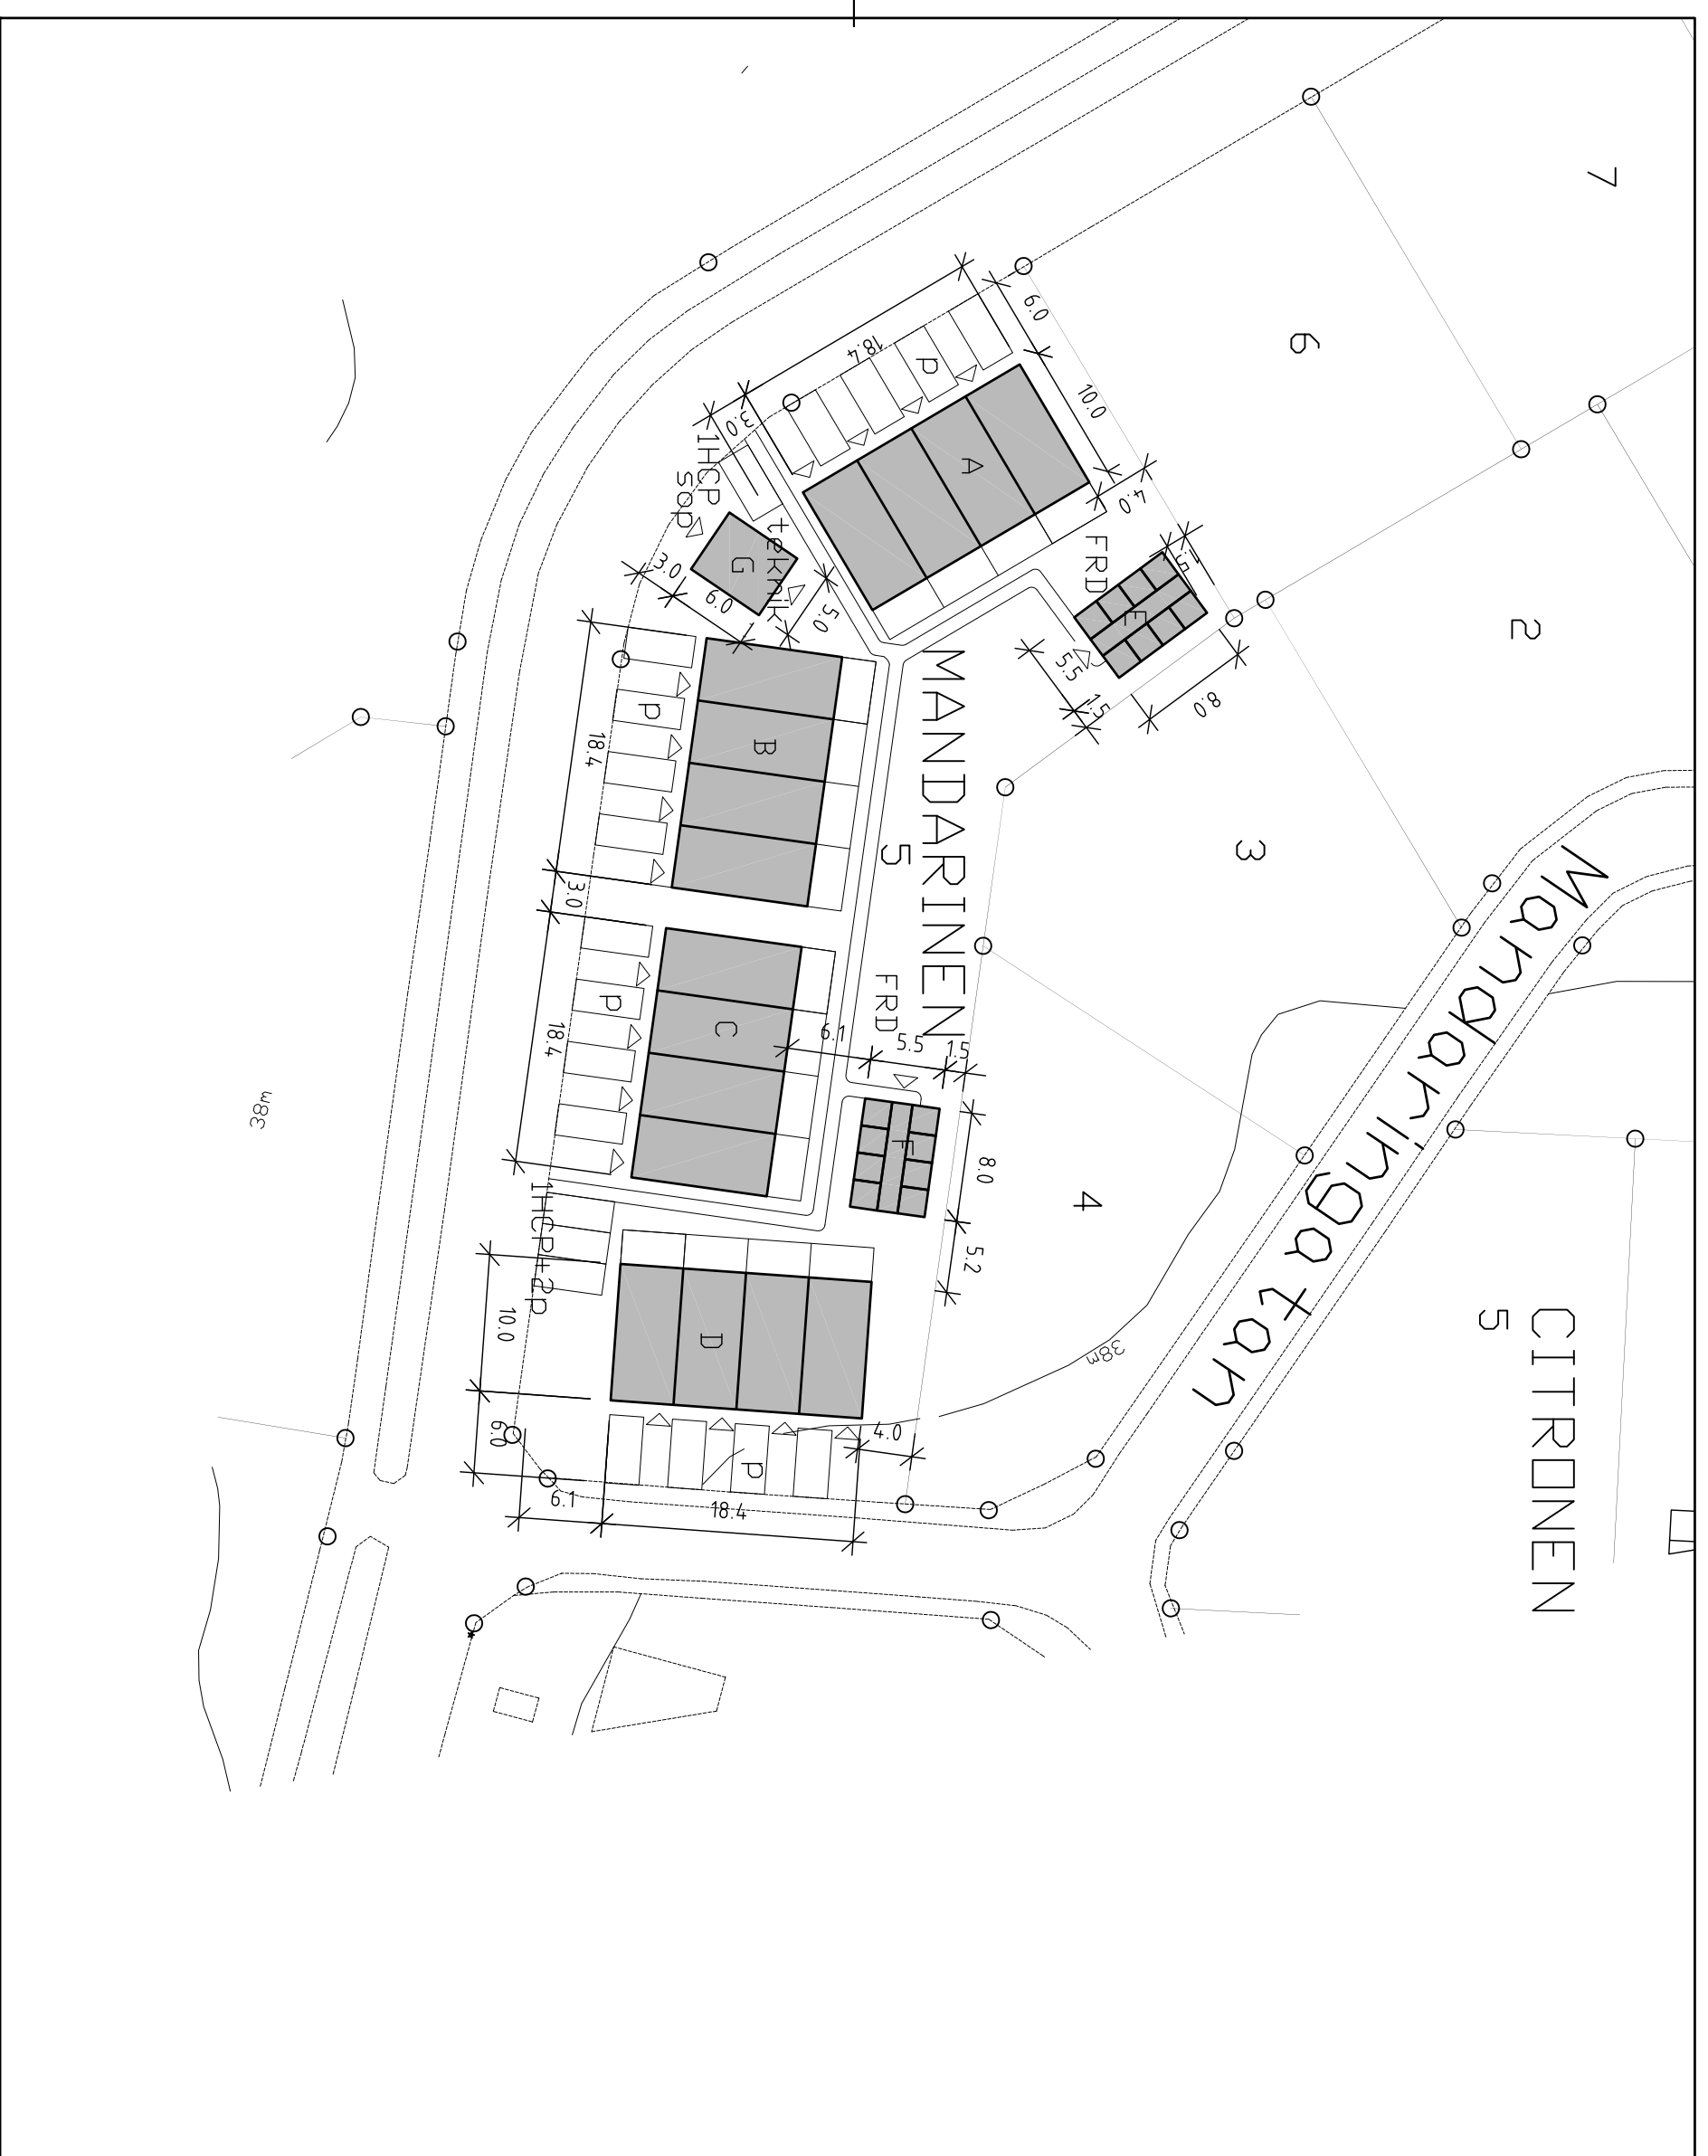 7
6
2
3
4
MANDARINEN
5
Mandaringatan
CITRONEN
5
38m
38m
A
B
C
D
E
F
G
p
p
p
p
1HCP
sop
teknik
FRD
FRD
1HCP+2p
18.4
6.0
10.0
4.0
3.0
1.5
5.5
1.5
8.0
3.0
6.0
5.0
18.4
3.0
18.4
6.1
5.5
1.5
8.0
5.2
10.0
6.0
6.1
18.4
4.0